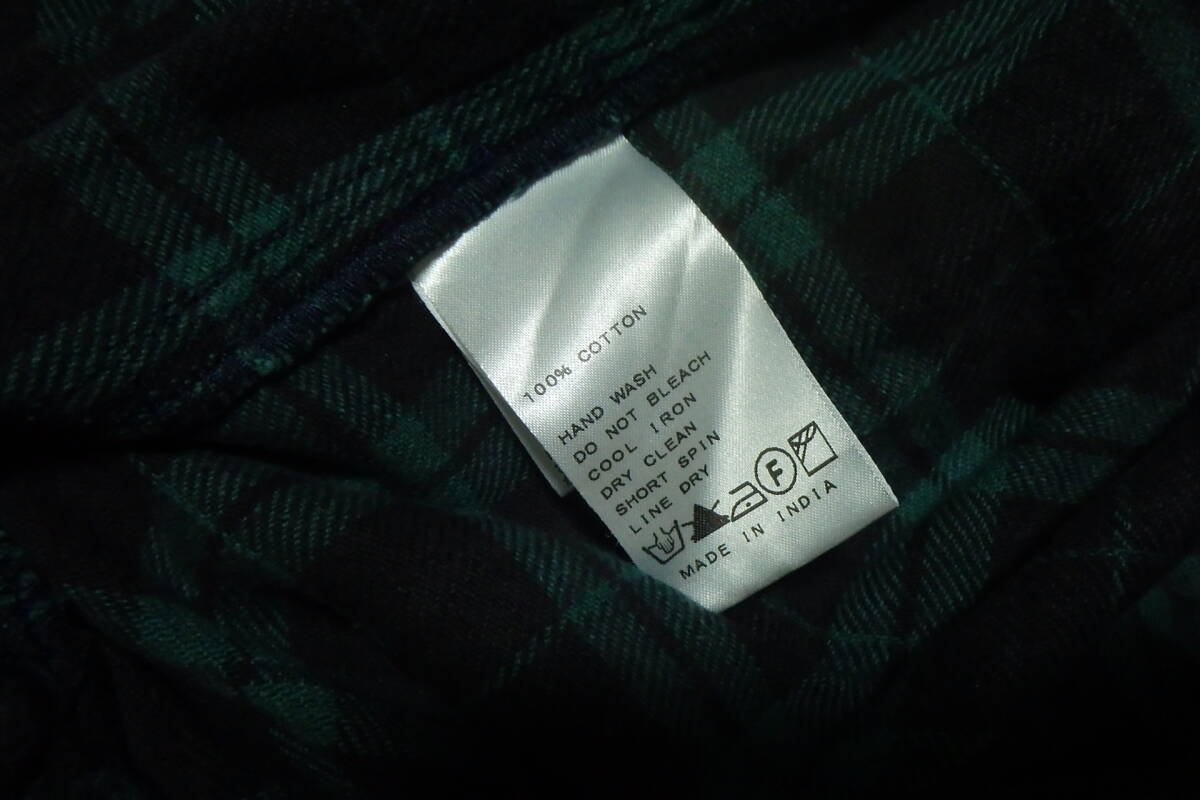 100% COTTON
HAND WASH
DO NOT BLEACH
COOL IRON
DRY CLEAN
SHORT SPIN
LINE DRY
F
MADE IN INDIA